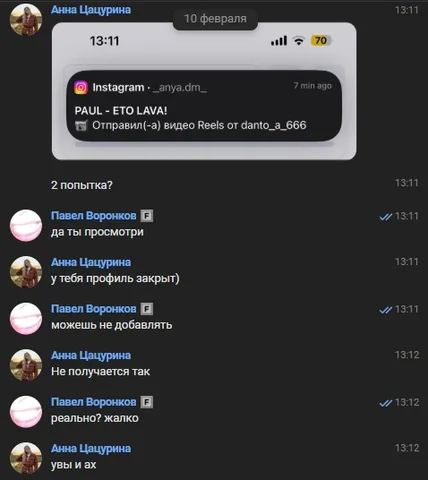 Анна Цацурина 13:11
10 февраля
13:11 70
Instagram · _anya.dm_ 7 min ago
PAUL - ETO LAVA!
Отправил(-а) видео Reels от danto_a_666
2 попытка? 13:11
Павел Воронков F 13:11
да ты просмотри
Анна Цацурина 13:11
у тебя профиль закрыт)
Павел Воронков F 13:11
можешь не добавлять
Анна Цацурина 13:12
Не получается так
Павел Воронков F 13:12
реально? жалко
Анна Цацурина 13:12
увы и ах